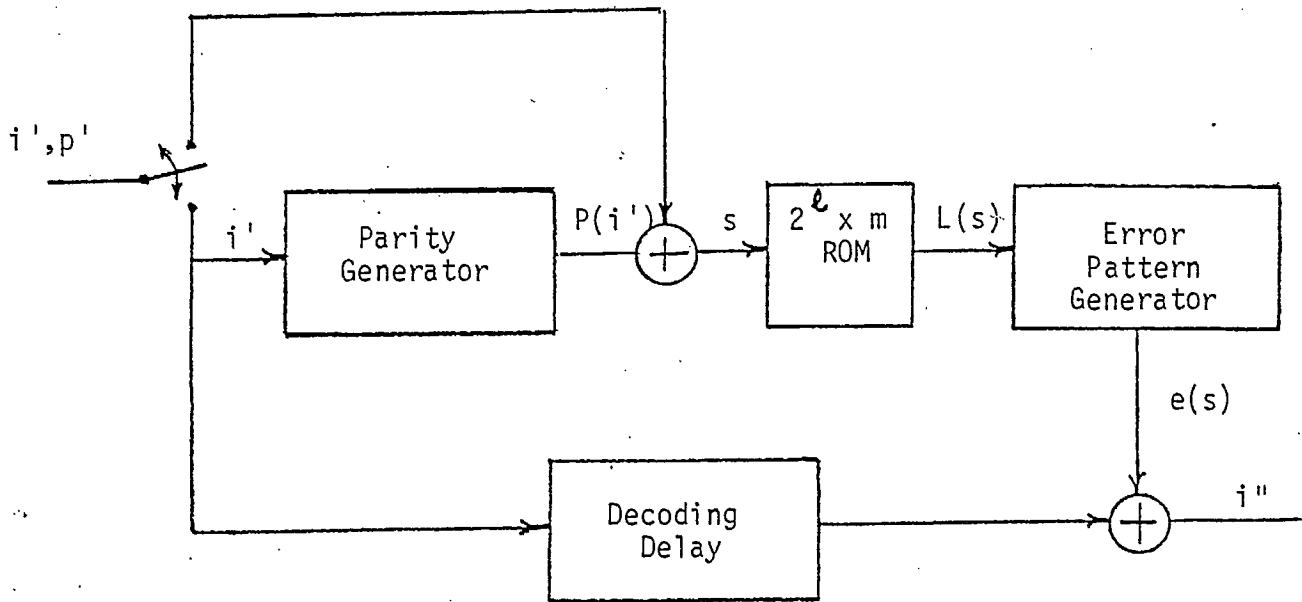 i',p'
i'
Parity
Generator
P(i')
s
2^ℓ x m
ROM
L(s)
Error
Pattern
Generator
e(s)
Decoding
Delay
i"